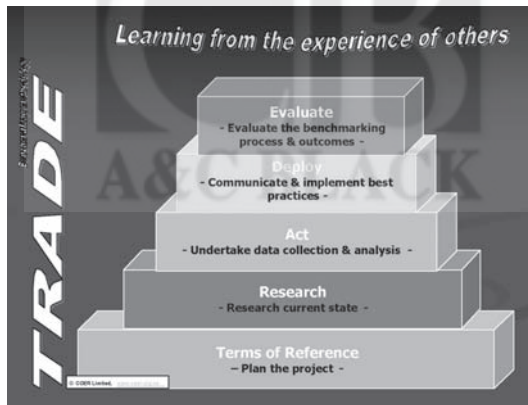 Learning from the experience of others
TRADE
Evaluate
- Evaluate the benchmarking
process & outcomes -
Deploy
- Communicate & implement best
practices -
A&C BLACK
Act
- Undertake data collection & analysis -
Research
- Research current state -
Terms of Reference
– Plan the project -
© COER Limited,